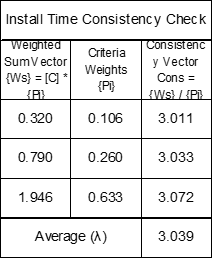 Install Time Consistency Check
Weighted
SumVector
{Ws} = [C] *
{Pi}
Criteria
Weights
{Pi}
Consistenc
y Vector
Cons =
{Ws} / {Pi}
0.320 0.106 3.011
0.790 0.260 3.033
1.946 0.633 3.072
Average (λ) 3.039